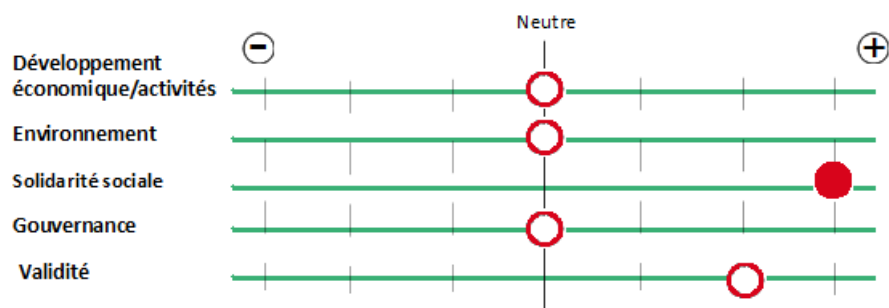 Neutre
Développement
économique/activités
Environnement
Solidarité sociale
Gouvernance
Validité